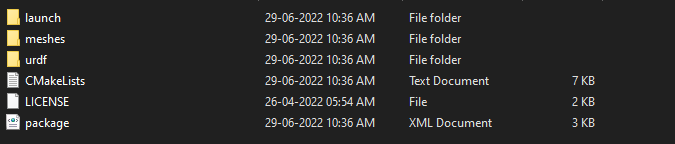 launch 29-06-2022 10:36 AM File folder
meshes 29-06-2022 10:36 AM File folder
urdf 29-06-2022 10:36 AM File folder
CMakeLists 29-06-2022 10:36 AM Text Document 7 KB
LICENSE 26-04-2022 05:54 AM File 2 KB
package 29-06-2022 10:36 AM XML Document 3 KB